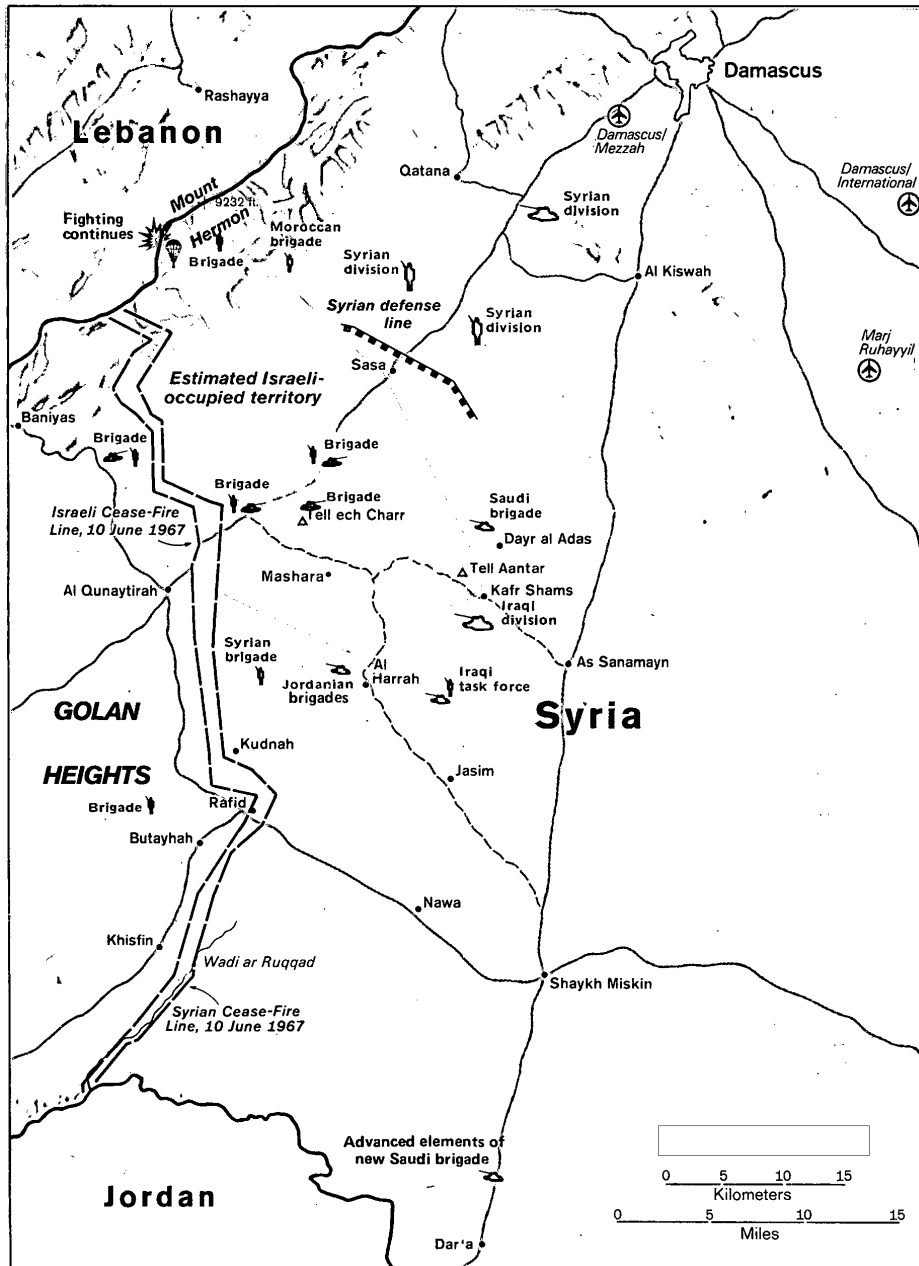 Damascus
Rashayya
Lebanon
Damascus/
Mezzah
Qatana
Damascus/
International
Mount
9232 ft.
Hermon
Syrian
division
Fighting
continues
Moroccan
brigade
Brigade
Syrian
division
Al Kiswah
Syrian defense
line
Syrian
division
Marj
Ruhayyil
Sasa
Estimated Israeli-
occupied territory
Baniyas
Brigade
Brigade
Brigade
Brigade
Tell ech Charr
Saudi
brigade
Israeli Cease-Fire
Line, 10 June 1967
Dayr al Adas
Mashara
Tell Aantar
Al Qunaytirah
Kafr Shams
Iraqi
division
Syrian
brigade
Jordanian
brigades
Al
Harrah
Iraqi
task force
As Sanamayn
GOLAN
HEIGHTS
Syria
Kudnah
Jasim
Brigade
Rafid
Butayhah
Nawa
Khisfin
Wadi ar Ruqqad
Shaykh Miskin
Syrian Cease-Fire
Line, 10 June 1967
Advanced elements of
new Saudi brigade
Jordan
0 5 10 15
Kilometers
0 5 10 15
Miles
Dar'a